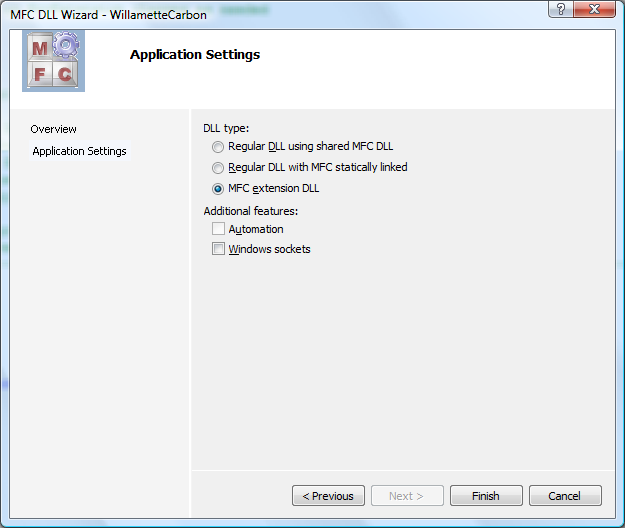 MFC DLL Wizard - WillametteCarbon
?
M
F C
Application Settings
Overview
Application Settings
DLL type:
Regular DLL using shared MFC DLL
Regular DLL with MFC statically linked
MFC extension DLL
Additional features:
Automation
Windows sockets
< Previous
Next >
Finish
Cancel